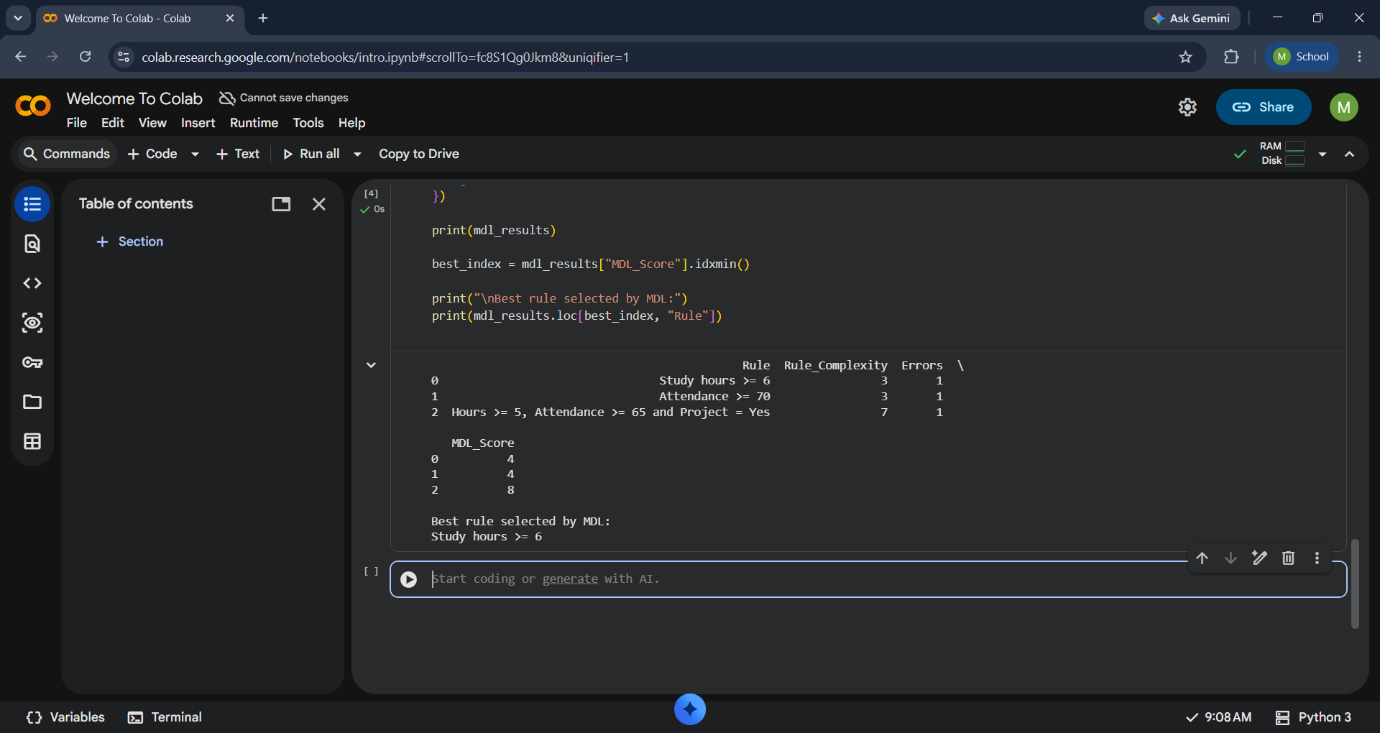 Welcome To Colab - Colab
Ask Gemini
colab.research.google.com/notebooks/intro.ipynb#scrollTo=fc8S1Qg0Jkm8&uniqifier=1
M School
Welcome To Colab Cannot save changes
File Edit View Insert Runtime Tools Help
Share
M
Commands + Code + Text Run all Copy to Drive
RAM
Disk
Table of contents
+ Section
[4]
0s
})
print(mdl_results)
best_index = mdl_results["MDL_Score"].idxmin()
print("\nBest rule selected by MDL:")
print(mdl_results.loc[best_index, "Rule"])
Rule Rule_Complexity Errors \
0 Study hours >= 6 3 1
1 Attendance >= 70 3 1
2 Hours >= 5, Attendance >= 65 and Project = Yes 7 1
MDL_Score
0 4
1 4
2 8
Best rule selected by MDL:
Study hours >= 6
[ ]
Start coding or generate with AI.
{} Variables Terminal
9:08 AM Python 3